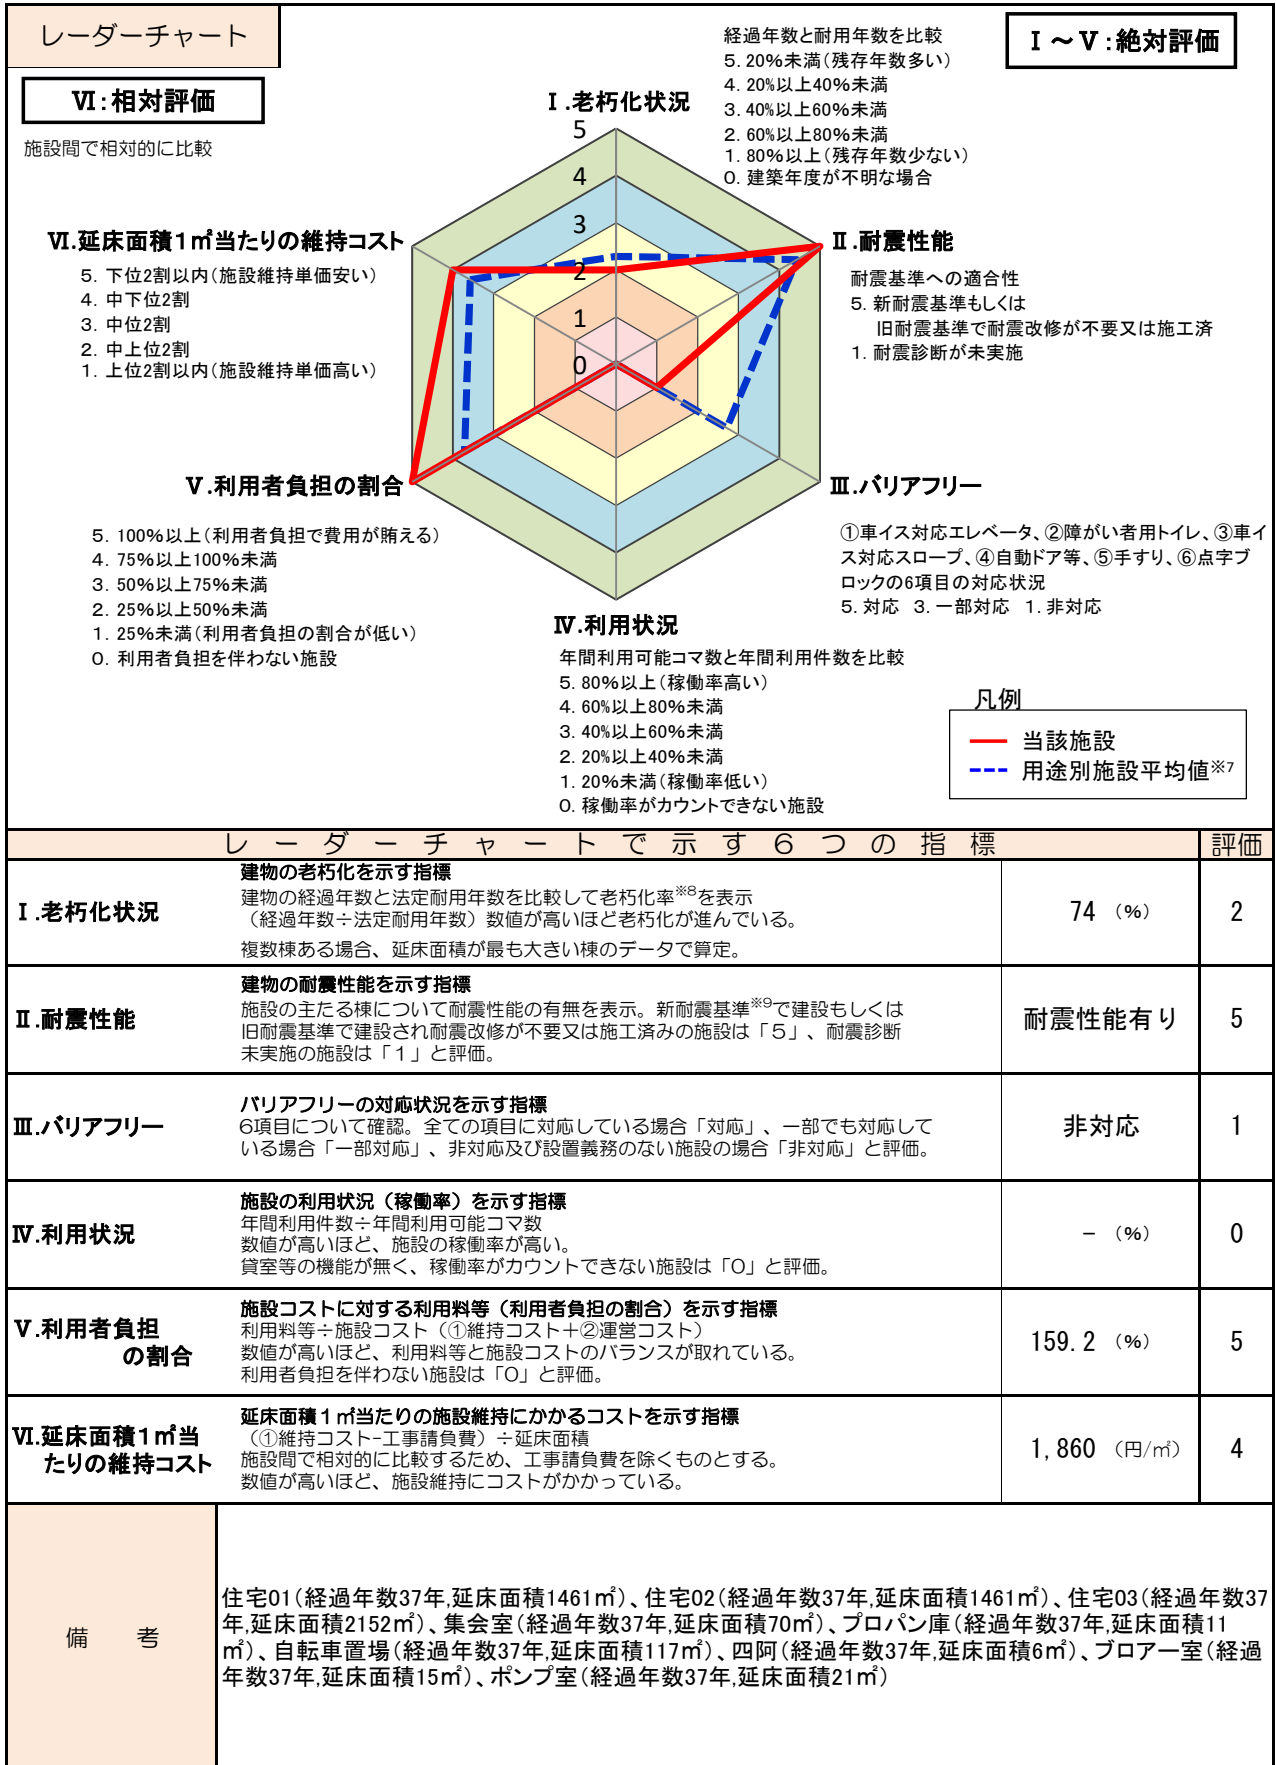 レーダーチャート
Ⅰ～Ⅴ:絶対評価
Ⅵ:相対評価
施設間で相対的に比較
経過年数と耐用年数を比較
5. 20%未満(残存年数多い)
4. 20%以上40%未満
3. 40%以上60%未満
2. 60%以上80%未満
1. 80%以上(残存年数少ない)
0. 建築年度が不明な場合
Ⅰ.老朽化状況
5
4
3
2
1
0
Ⅵ.延床面積1㎡当たりの維持コスト
5. 下位2割以内(施設維持単価安い)
4. 中下位2割
3. 中位2割
2. 中上位2割
1. 上位2割以内(施設維持単価高い)
Ⅱ.耐震性能
耐震基準への適合性
5. 新耐震基準もしくは
旧耐震基準で耐震改修が不要又は施工済
1. 耐震診断が未実施
Ⅴ.利用者負担の割合
5. 100%以上(利用者負担で費用が賄える)
4. 75%以上100%未満
3. 50%以上75%未満
2. 25%以上50%未満
1. 25%未満(利用者負担の割合が低い)
0. 利用者負担を伴わない施設
Ⅲ.バリアフリー
①車イス対応エレベータ、②障がい者用トイレ、③車イ
ス対応スロープ、④自動ドア等、⑤手すり、⑥点字ブ
ロックの6項目の対応状況
5. 対応 3. 一部対応 1. 非対応
Ⅳ.利用状況
年間利用可能コマ数と年間利用件数を比較
5. 80%以上(稼働率高い)
4. 60%以上80%未満
3. 40%以上60%未満
2. 20%以上40%未満
1. 20%未満(稼働率低い)
0. 稼働率がカウントできない施設
凡例
当該施設
用途別施設平均値※7
レーダーチャートで示す6つの指標 評価
Ⅰ.老朽化状況
建物の老朽化を示す指標
建物の経過年数と法定耐用年数を比較して老朽化率※8を表示
（経過年数÷法定耐用年数）数値が高いほど老朽化が進んでいる。
複数棟ある場合、延床面積が最も大きい棟のデータで算定。
74 (%) 2
Ⅱ.耐震性能
建物の耐震性能を示す指標
施設の主たる棟について耐震性能の有無を表示。新耐震基準※9で建設もしくは
旧耐震基準で建設され耐震改修が不要又は施工済みの施設は「5」、耐震診断
未実施の施設は「1」と評価。
耐震性能有り 5
Ⅲ.バリアフリー
バリアフリーの対応状況を示す指標
6項目について確認。全ての項目に対応している場合「対応」、一部でも対応して
いる場合「一部対応」、非対応及び設置義務のない施設の場合「非対応」と評価。
非対応 1
Ⅳ.利用状況
施設の利用状況（稼働率）を示す指標
年間利用件数÷年間利用可能コマ数
数値が高いほど、施設の稼働率が高い。
貸室等の機能が無く、稼働率がカウントできない施設は「0」と評価。
－ (%) 0
Ⅴ.利用者負担
の割合
施設コストに対する利用料等（利用者負担の割合）を示す指標
利用料等÷施設コスト（①維持コスト+②運営コスト）
数値が高いほど、利用料等と施設コストのバランスが取れている。
利用者負担を伴わない施設は「0」と評価。
159.2 (%) 5
Ⅵ.延床面積1㎡当
たりの維持コスト
延床面積1㎡当たりの施設維持にかかるコストを示す指標
（①維持コスト-工事請負費）÷延床面積
施設間で相対的に比較するため、工事請負費を除くものとする。
数値が高いほど、施設維持にコストがかかっている。
1,860 (円/㎡) 4
備考
住宅01(経過年数37年,延床面積1461㎡)、住宅02(経過年数37年,延床面積1461㎡)、住宅03(経過年数37
年,延床面積2152㎡)、集会室(経過年数37年,延床面積70㎡)、プロパン庫(経過年数37年,延床面積11
㎡)、自転車置場(経過年数37年,延床面積117㎡)、四阿(経過年数37年,延床面積6㎡)、ブロアー室(経過
年数37年,延床面積15㎡)、ポンプ室(経過年数37年,延床面積21㎡)